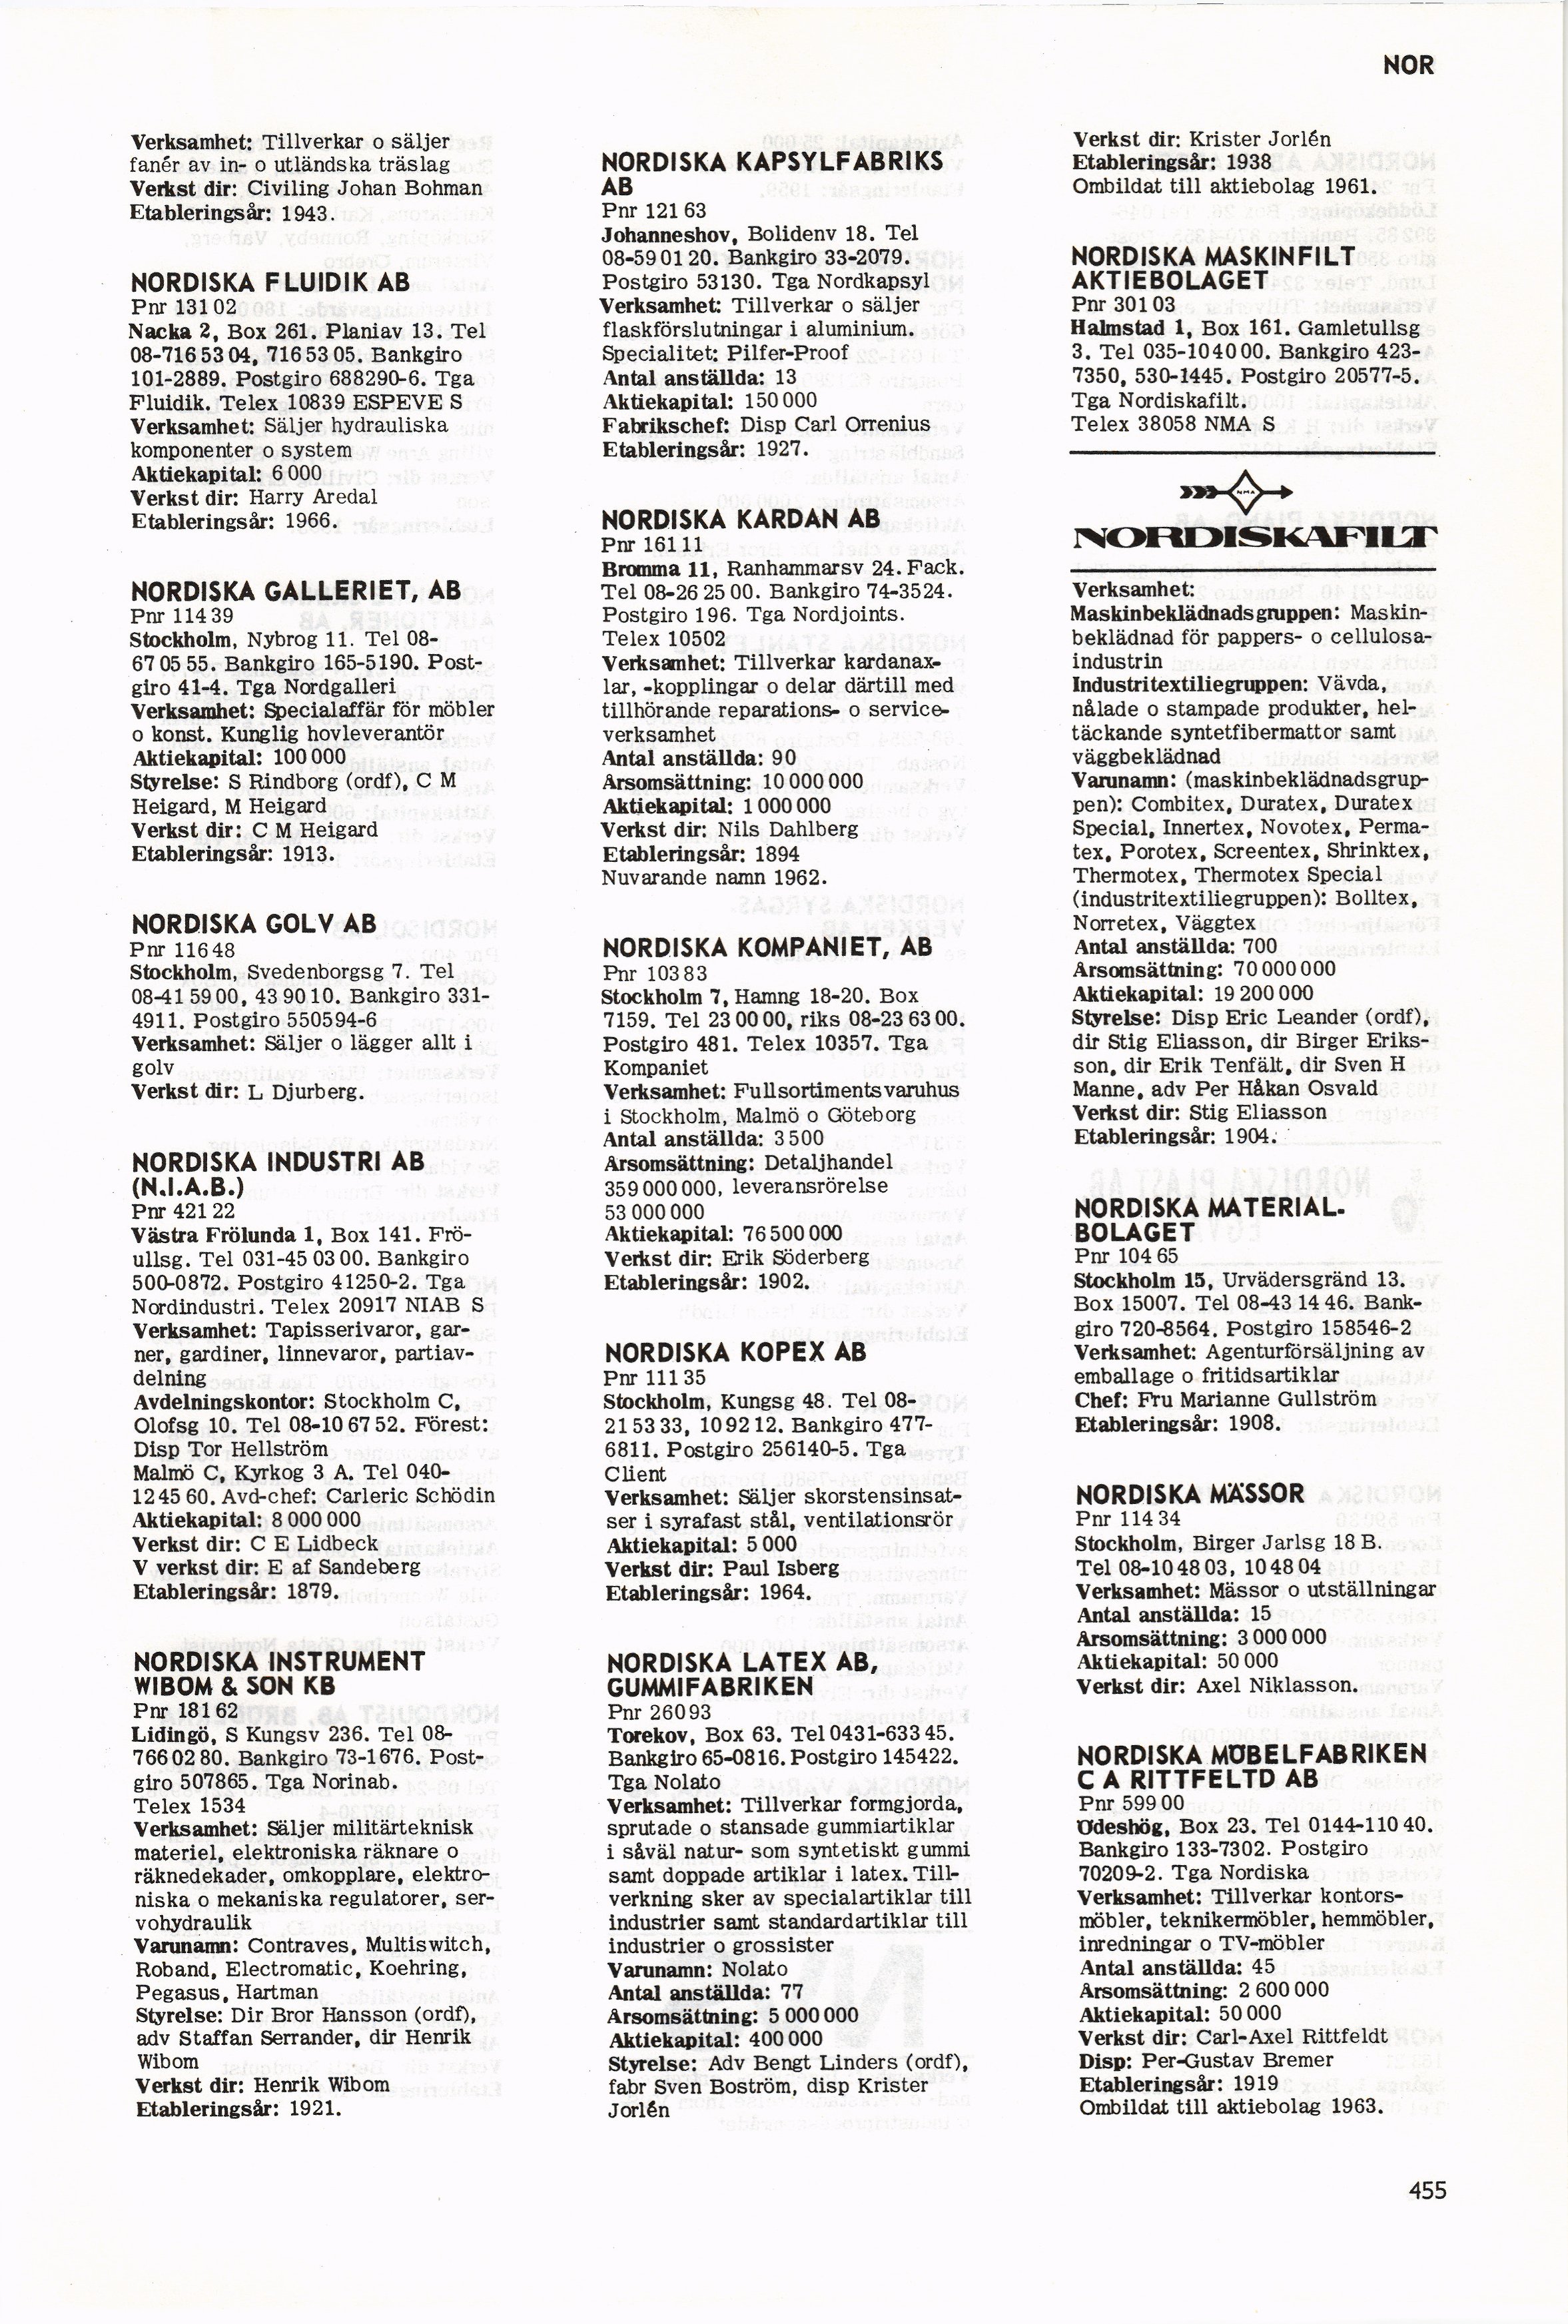 NOR
Verksamhet: Tillverkar o säljer
fanér av in- o utländska träslag
Verkst dir: Civiling Johan Bohman
Etableringsår: 1943.
NORDISKA FLUIDIK AB
Pnr 131 02
Nacka 2, Box 261. Planiav 13. Tel
08-716 53 04, 716 53 05. Bankgiro
101-2889. Postgiro 688290-6. Tga
Fluidik. Telex 10839 ESPEVE S
Verksamhet: Säljer hydrauliska
komponenter o system
Aktiekapital: 6 000
Verkst dir: Harry Aredal
Etableringsår: 1966.
NORDISKA GALLERIET, AB
Pnr 114 39
Stockholm, Nybrog 11. Tel 08-
67 05 55. Bankgiro 165-5190. Post-
giro 41-4. Tga Nordgalleri
Verksamhet: Specialaffär för möbler
o konst. Kunglig hovleverantör
Aktiekapital: 100 000
Styrelse: S Rindborg (ordf), C M
Heigard, M Heigard
Verkst dir: C M Heigard
Etableringsår: 1913.
NORDISKA GOLV AB
Pnr 116 48
Stockholm, Svedenborgsg 7. Tel
08-41 59 00, 43 90 10. Bankgiro 331-
4911. Postgiro 550594-6
Verksamhet: Säljer o lägger allt i
golv
Verkst dir: L Djurberg.
NORDISKA INDUSTRI AB
(N.I.A.B.)
Pnr 421 22
Västra Frölunda 1, Box 141. Frö-
ullsg. Tel 031-45 03 00. Bankgiro
500-0872. Postgiro 41250-2. Tga
Nordindustri. Telex 20917 NIAB S
Verksamhet: Tapisserivaror, gar-
ner, gardiner, linnevaror, partiav-
delning
Avdelningskontor: Stockholm C,
Olofsg 10. Tel 08-10 67 52. Förest:
Disp Tor Hellström
Malmö C, Kyrkog 3 A. Tel 040-
12 45 60. Avd-chef: Carleric Schödin
Aktiekapital: 8 000 000
Verkst dir: C E Lidbeck
V verkst dir: E af Sandeberg
Etableringsår: 1879.
NORDISKA INSTRUMENT
WIBOM & SON KB
Pnr 181 62
Lidingö, S Kungsv 236. Tel 08-
766 02 80. Bankgiro 73-1676. Post-
giro 507865. Tga Norinab.
Telex 1534
Verksamhet: Säljer militärteknisk
materiel, elektroniska räknare o
räknedekader, omkopplare, elektro-
niska o mekaniska regulatorer, ser-
vohydraulik
Varunamn: Contraves, Multiswitch,
Roband, Electromatic, Koehring,
Pegasus, Hartman
Styrelse: Dir Bror Hansson (ordf),
adv Staffan Serrander, dir Henrik
Wibom
Verkst dir: Henrik Wibom
Etableringsår: 1921.
NORDISKA KAPSYLFABRIKS
AB
Pnr 121 63
Johanneshov, Bolidenv 18. Tel
08-59 01 20. Bankgiro 33-2079.
Postgiro 53130. Tga Nordkapsyl
Verksamhet: Tillverkar o säljer
flaskförslutningar i aluminium.
Specialitet: Pilfer-Proof
Antal anställda: 13
Aktiekapital: 150 000
Fabrikschef: Disp Carl Orrenius
Etableringsår: 1927.
NORDISKA KARDAN AB
Pnr 161 11
Bromma 11, Ranhammarsv 24. Fack.
Tel 08-26 25 00. Bankgiro 74-3524.
Postgiro 196. Tga Nordjoints.
Telex 10502
Verksamhet: Tillverkar kardanax-
lar, -kopplingar o delar därtill med
tillhörande reparations- o service-
verksamhet
Antal anställda: 90
Årsomsättning: 10 000 000
Aktiekapital: 1 000 000
Verkst dir: Nils Dahlberg
Etableringsår: 1894
Nuvarande namn 1962.
NORDISKA KOMPANIET, AB
Pnr 103 83
Stockholm 7, Hamng 18-20. Box
7159. Tel 23 00 00, riks 08-23 63 00.
Postgiro 481. Telex 10357. Tga
Kompaniet
Verksamhet: Fullsortimentsvaruhus
i Stockholm, Malmö o Göteborg
Antal anställda: 3 500
Årsomsättning: Detaljhandel
359 000 000, leveransrörelse
53 000 000
Aktiekapital: 76 500 000
Verkst dir: Erik Söderberg
Etableringsår: 1902.
NORDISKA KOPEX AB
Pnr 111 35
Stockholm, Kungsg 48. Tel 08-
21 53 33, 10 92 12. Bankgiro 477-
6811. Postgiro 256140-5. Tga
Client
Verksamhet: Säljer skorstensinsat-
ser i syrafast stål, ventilationsrör
Aktiekapital: 5 000
Verkst dir: Paul Isberg
Etableringsår: 1964.
NORDISKA LATEX AB,
GUMMIFABRIKEN
Pnr 260 93
Torekov, Box 63. Tel 0431-633 45.
Bankgiro 65-0816. Postgiro 145422.
Tga Nolato
Verksamhet: Tillverkar formgjorda,
sprutade o stansade gummiartiklar
i såväl natur- som syntetiskt gummi
samt doppade artiklar i latex. Till-
verkning sker av specialartiklar till
industrier samt standardartiklar till
industrier o grossister
Varunamn: Nolato
Antal anställda: 77
Årsomsättning: 5 000 000
Aktiekapital: 400 000
Styrelse: Adv Bengt Linders (ordf),
fabr Sven Boström, disp Krister
Jorlén
Verkst dir: Krister Jorlén
Etableringsår: 1938
Ombildat till aktiebolag 1961.
NORDISKA MASKINFILT
AKTIEBOLAGET
Pnr 301 03
Halmstad 1, Box 161. Gamletullsg
3. Tel 035-10 40 00. Bankgiro 423-
7350, 530-1445. Postgiro 20577-5.
Tga Nordiskafilt.
Telex 38058 NMA S
NMA
NORDISKAFILT
Verksamhet:
Maskinbeklädnadsgruppen: Maskin-
beklädnad för pappers- o cellulosa-
industrin
Industritextiliegruppen: Vävda,
nålade o stampade produkter, hel-
täckande syntetfibermattor samt
väggbeklädnad
Varunamn: (maskinbeklädnadsgrup-
pen): Combitex, Duratex, Duratex
Special, Innertex, Novotex, Perma-
tex, Porotex, Screentex, Shrinktex,
Thermotex, Thermotex Special
(industritextiliegruppen): Bolltex,
Norretex, Väggtex
Antal anställda: 700
Årsomsättning: 70 000 000
Aktiekapital: 19 200 000
Styrelse: Disp Eric Leander (ordf),
dir Stig Eliasson, dir Birger Eriks-
son, dir Erik Tenfält, dir Sven H
Manne, adv Per Håkan Osvald
Verkst dir: Stig Eliasson
Etableringsår: 1904.
NORDISKA MATERIAL-
BOLAGET
Pnr 104 65
Stockholm 15, Urvädersgränd 13.
Box 15007. Tel 08-43 14 46. Bank-
giro 720-8564. Postgiro 158546-2
Verksamhet: Agenturförsäljning av
emballage o fritidsartiklar
Chef: Fru Marianne Gullström
Etableringsår: 1908.
NORDISKA MÄSSOR
Pnr 114 34
Stockholm, Birger Jarlsg 18 B.
Tel 08-10 48 03, 10 48 04
Verksamhet: Mässor o utställningar
Antal anställda: 15
Årsomsättning: 3 000 000
Aktiekapital: 50 000
Verkst dir: Axel Niklasson.
NORDISKA MÖBELFABRIKEN
C A RITTFELTD AB
Pnr 599 00
Ödeshög, Box 23. Tel 0144-110 40.
Bankgiro 133-7302. Postgiro
70209-2. Tga Nordiska
Verksamhet: Tillverkar kontors-
möbler, teknikermöbler, hemmöbler,
inredningar o TV-möbler
Antal anställda: 45
Årsomsättning: 2 600 000
Aktiekapital: 50 000
Verkst dir: Carl-Axel Rittfeldt
Disp: Per-Gustav Bremer
Etableringsår: 1919
Ombildat till aktiebolag 1963.
455